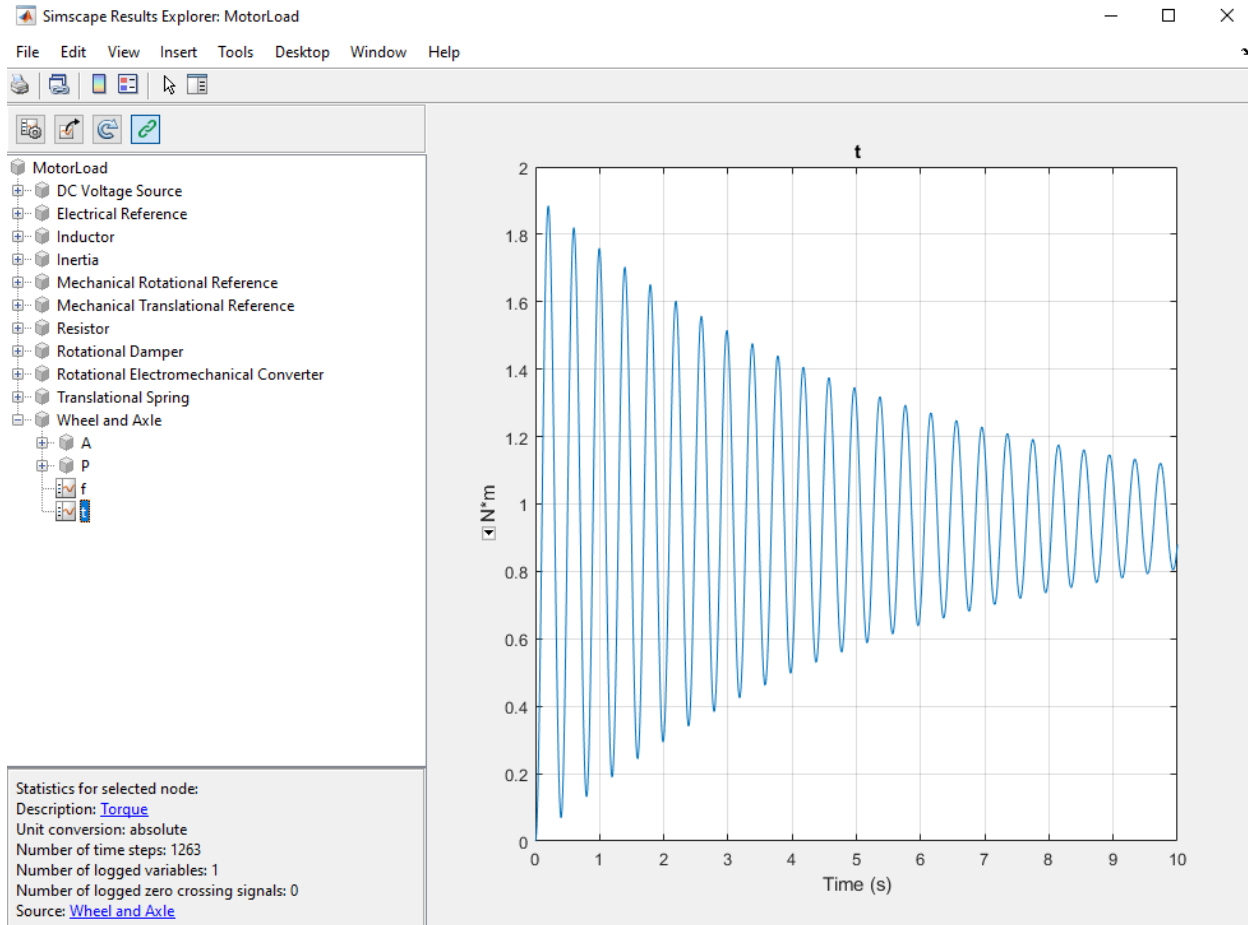 Simscape Results Explorer: MotorLoad
File Edit View Insert Tools Desktop Window Help
MotorLoad
DC Voltage Source
Electrical Reference
Inductor
Inertia
Mechanical Rotational Reference
Mechanical Translational Reference
Resistor
Rotational Damper
Rotational Electromechanical Converter
Translational Spring
Wheel and Axle
A
P
f
t
Statistics for selected node:
Description: Torque
Unit conversion: absolute
Number of time steps: 1263
Number of logged variables: 1
Number of logged zero crossing signals: 0
Source: Wheel and Axle
t
2
1.8
1.6
1.4
1.2
1
0.8
0.6
0.4
0.2
0
N*m
0 1 2 3 4 5 6 7 8 9 10
Time (s)